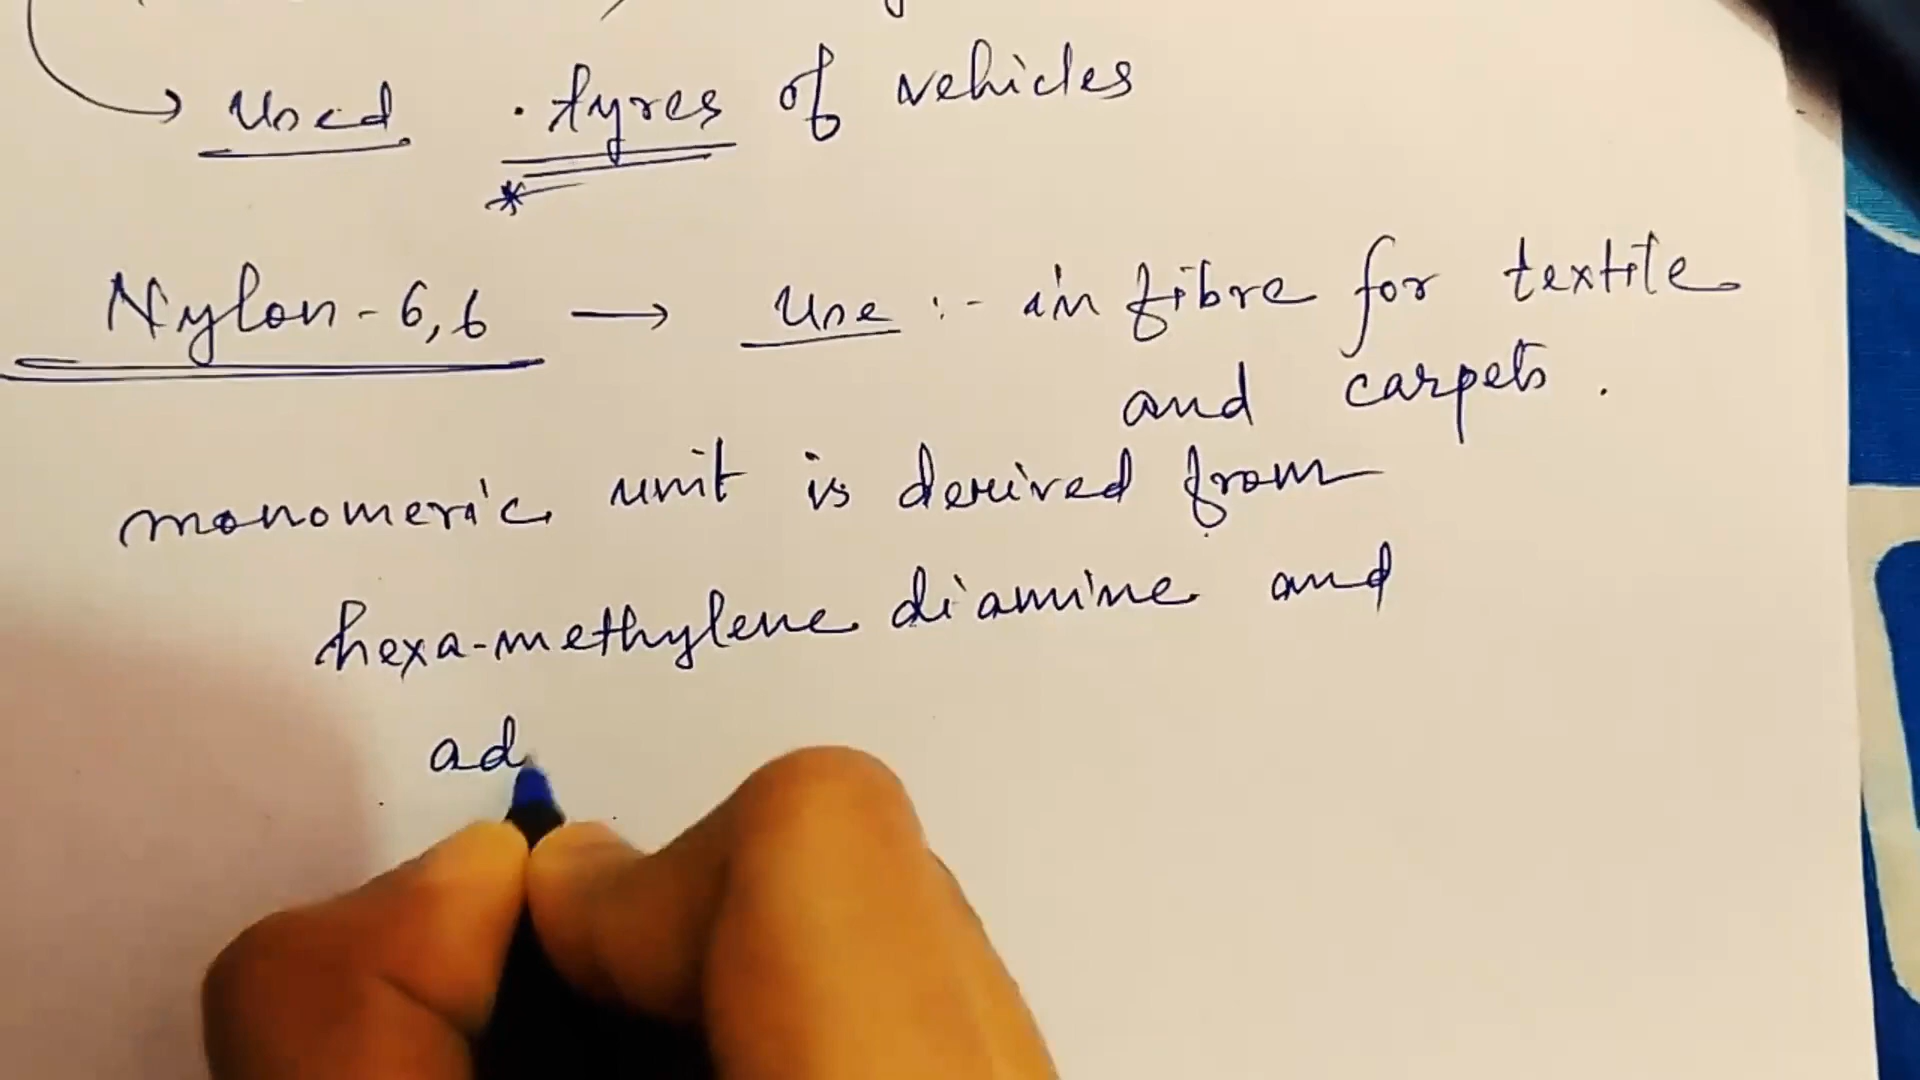 Used . tyres of vehicles
Nylon-6,6 → Use :- in fibre for textile
and carpets .
monomeric unit is derived from
hexa-methylene diamine and
ad